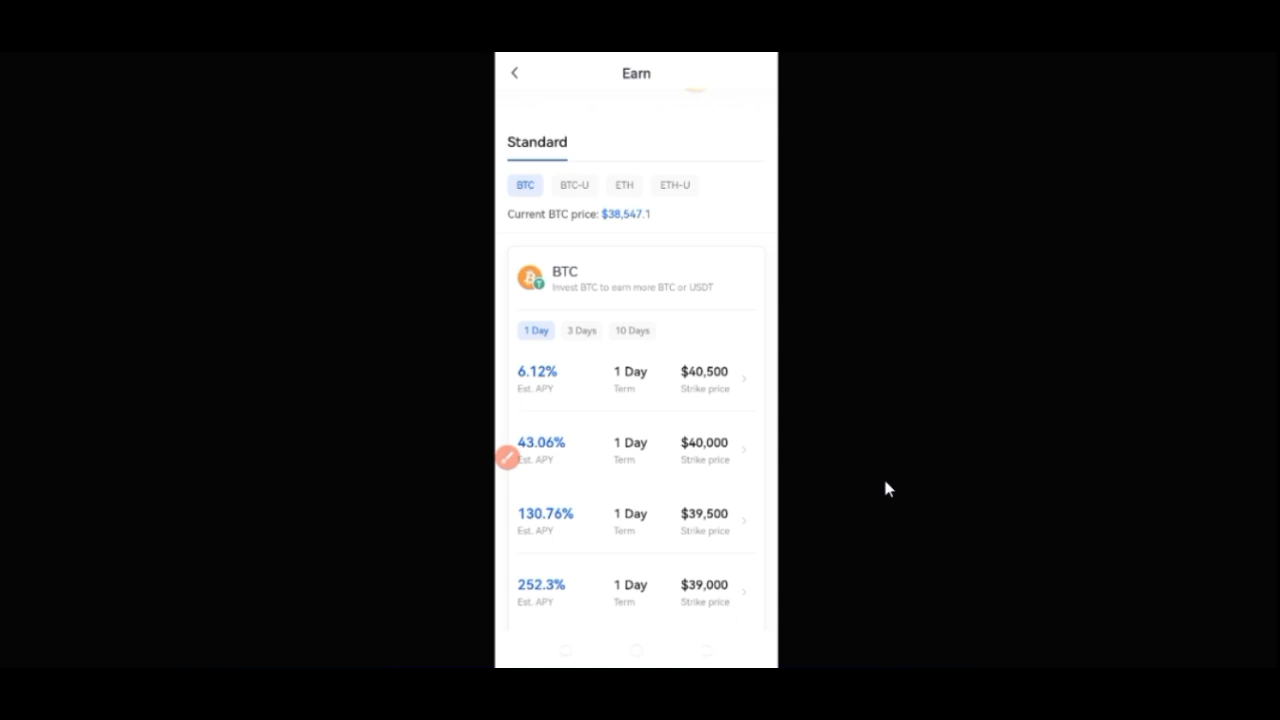 Earn
Standard
BTC BTC-U ETH ETH-U
Current BTC price: $38,547.1
BTC
Invest BTC to earn more BTC or USDT
1 Day 3 Days 10 Days
6.12% 1 Day $40,500
Est. APY Term Strike price
43.06% 1 Day $40,000
Est. APY Term Strike price
130.76% 1 Day $39,500
Est. APY Term Strike price
252.3% 1 Day $39,000
Est. APY Term Strike price